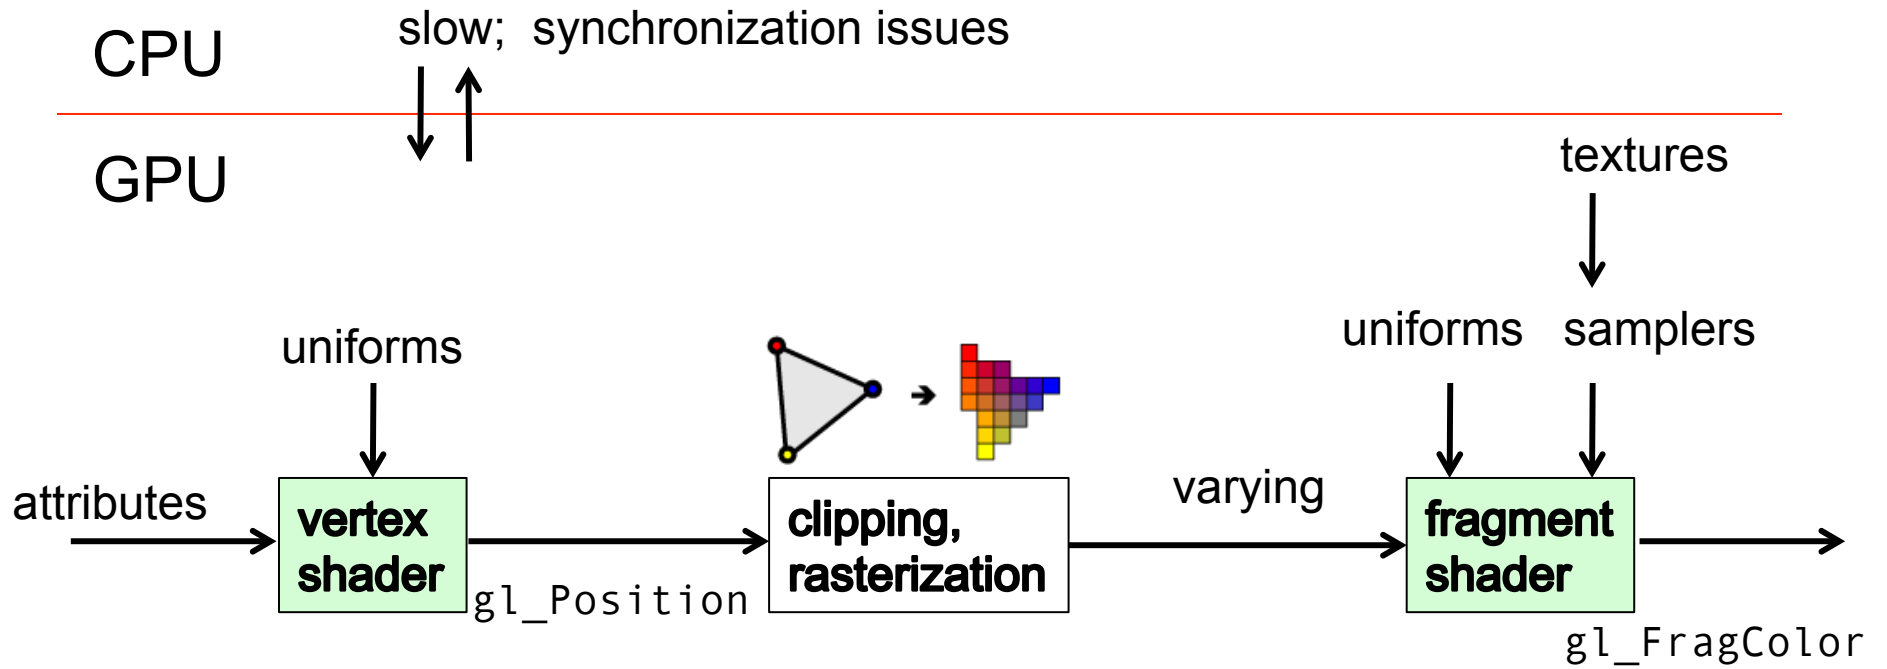 CPU
slow;  synchronization issues
GPU
textures
uniforms
uniforms
samplers
attributes
vertex
shader
gl_Position
clipping,
rasterization
varying
fragment
shader
gl_FragColor